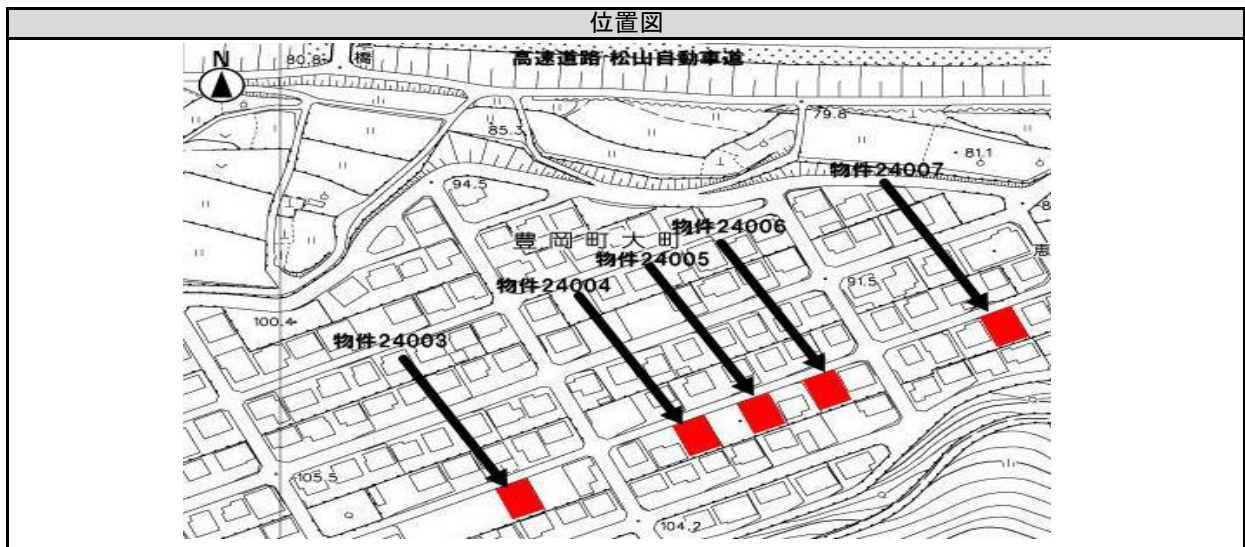 位置図
N
80.8
橋
高速道路 松山自動車道
85.3
79.8
81.1
94.5
物件24007
豊岡町大町
物件24006
物件24005
物件24004
91.5
恵
100.4
物件24003
105.5
104.2